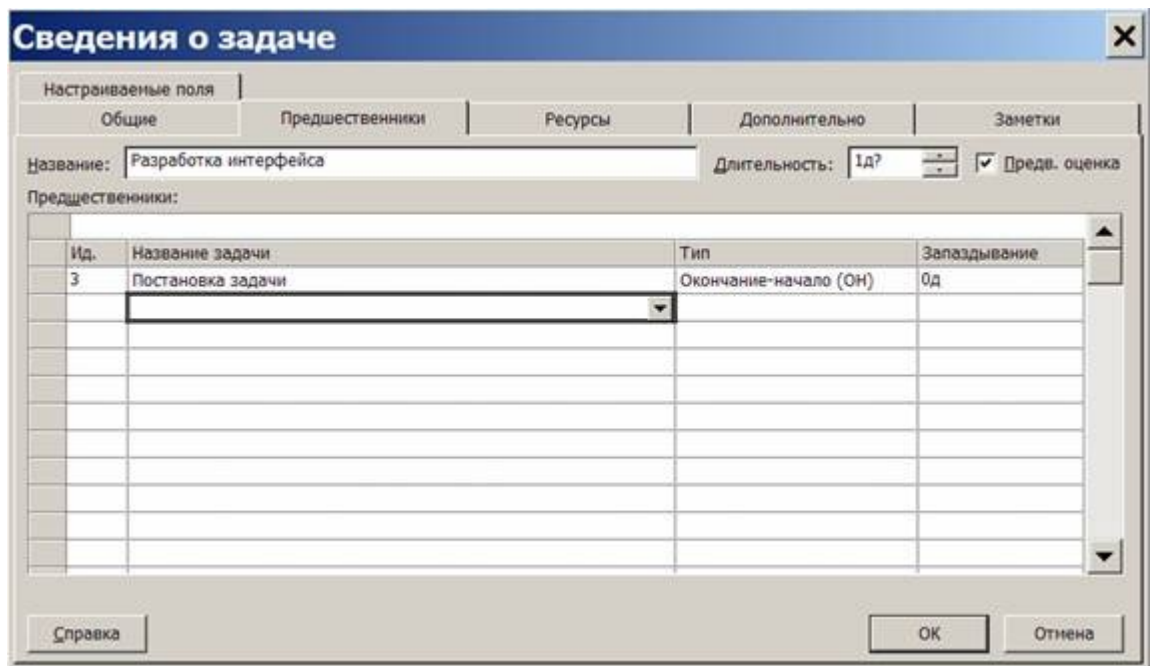 Сведения о задаче
Настраиваемые поля
Общие Предшественники Ресурсы Дополнительно Заметки
Название: Разработка интерфейса Длительность: 1д? Предв. оценка
Предшественники:
Ид. Название задачи Тип Запаздывание
3 Постановка задачи Окончание-начало (ОН) 0д
Справка ОК Отмена